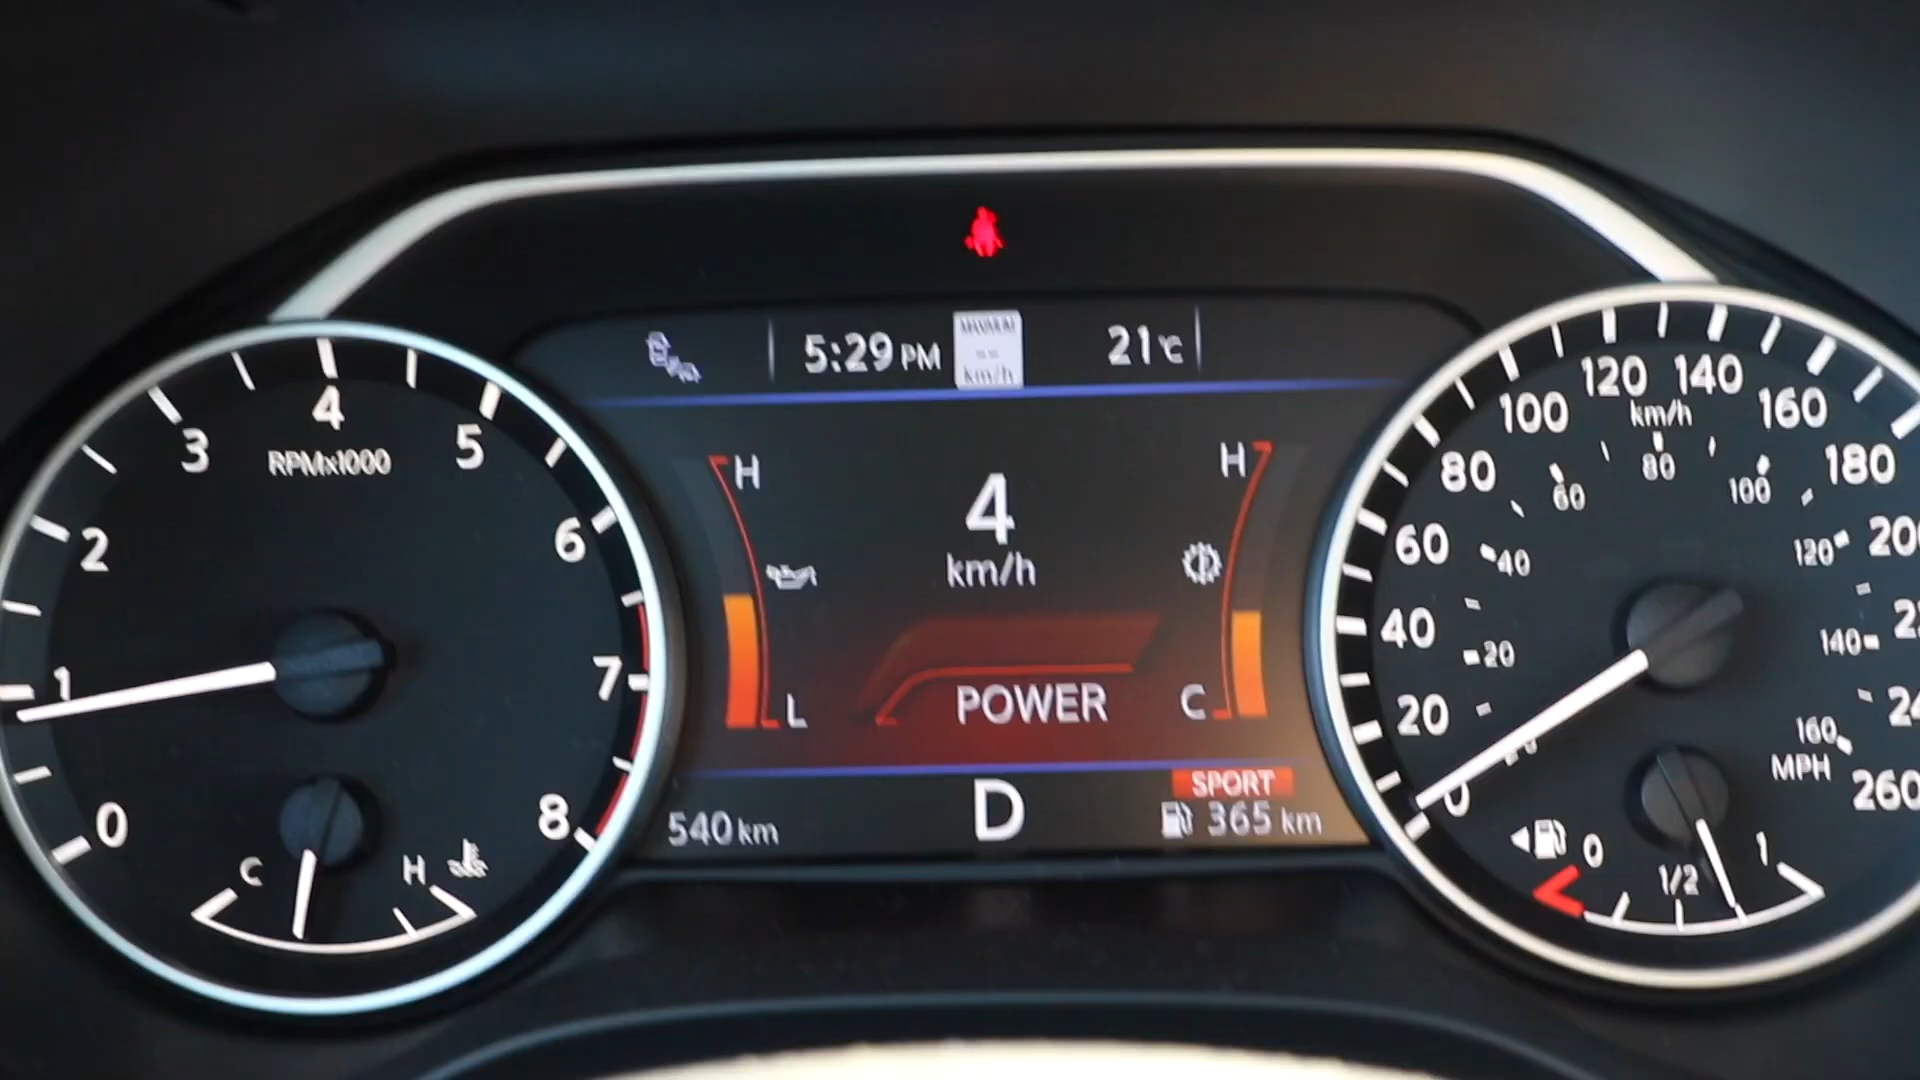 5:29 PM
MAXIMUM
--
km/h
21°C
0
1
2
3
4
5
6
7
8
RPMx1000
C
H
H
L
4
km/h
POWER
H
C
540 km
D
SPORT
365 km
0
20
40
60
80
100
120
140
160
180
260
km/h
20
40
60
80
100
120
140
160
MPH
0
1/2
1